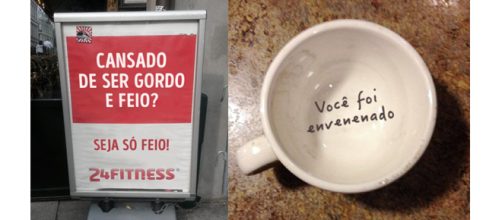 CANSADO
DE SER GORDO
E FEIO?
SEJA SÓ FEIO!
24FITNESS
Você foi
envenenado